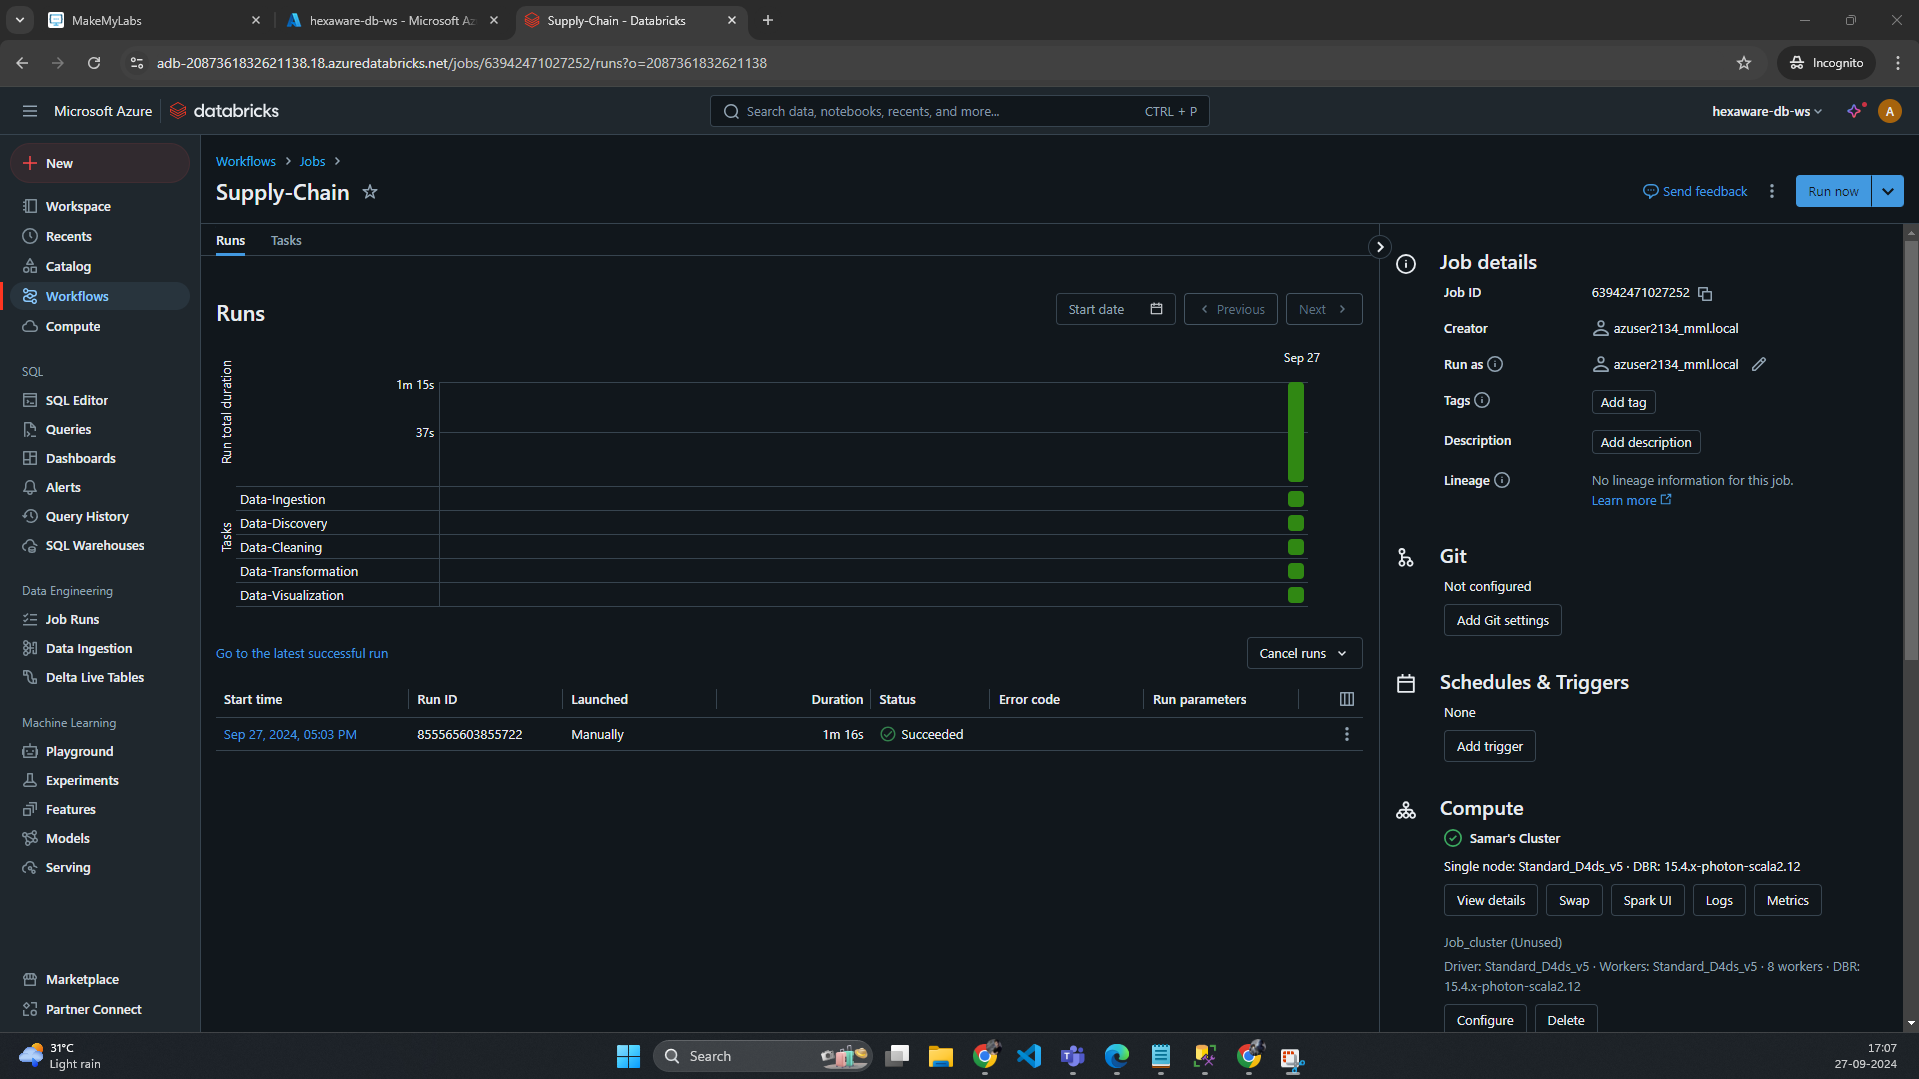 MakeMyLabs
hexaware-db-ws - Microsoft Az
Supply-Chain - Databricks
adb-2087361832621138.18.azuredatabricks.net/jobs/63942471027252/runs?o=2087361832621138
Incognito
Microsoft Azure
databricks
Search data, notebooks, recents, and more...
CTRL + P
hexaware-db-ws
A
New
Workspace
Recents
Catalog
Workflows
Compute
SQL
SQL Editor
Queries
Dashboards
Alerts
Query History
SQL Warehouses
Data Engineering
Job Runs
Data Ingestion
Delta Live Tables
Machine Learning
Playground
Experiments
Features
Models
Serving
Marketplace
Partner Connect
Workflows > Jobs >
Supply-Chain
Send feedback
Run now
Runs
Tasks
Runs
Start date
Previous
Next
Sep 27
Run total duration
1m 15s
37s
Tasks
Data-Ingestion
Data-Discovery
Data-Cleaning
Data-Transformation
Data-Visualization
Go to the latest successful run
Cancel runs
Start time Run ID Launched Duration Status Error code Run parameters
Sep 27, 2024, 05:03 PM 855565603855722 Manually 1m 16s Succeeded
Job details
Job ID 63942471027252
Creator azuser2134_mml.local
Run as azuser2134_mml.local
Tags Add tag
Description Add description
Lineage No lineage information for this job.
Learn more
Git
Not configured
Add Git settings
Schedules & Triggers
None
Add trigger
Compute
Samar's Cluster
Single node: Standard_D4ds_v5 · DBR: 15.4.x-photon-scala2.12
View details Swap Spark UI Logs Metrics
Job_cluster (Unused)
Driver: Standard_D4ds_v5 · Workers: Standard_D4ds_v5 · 8 workers · DBR:
15.4.x-photon-scala2.12
Configure Delete
31°C
Light rain
Search
17:07
27-09-2024